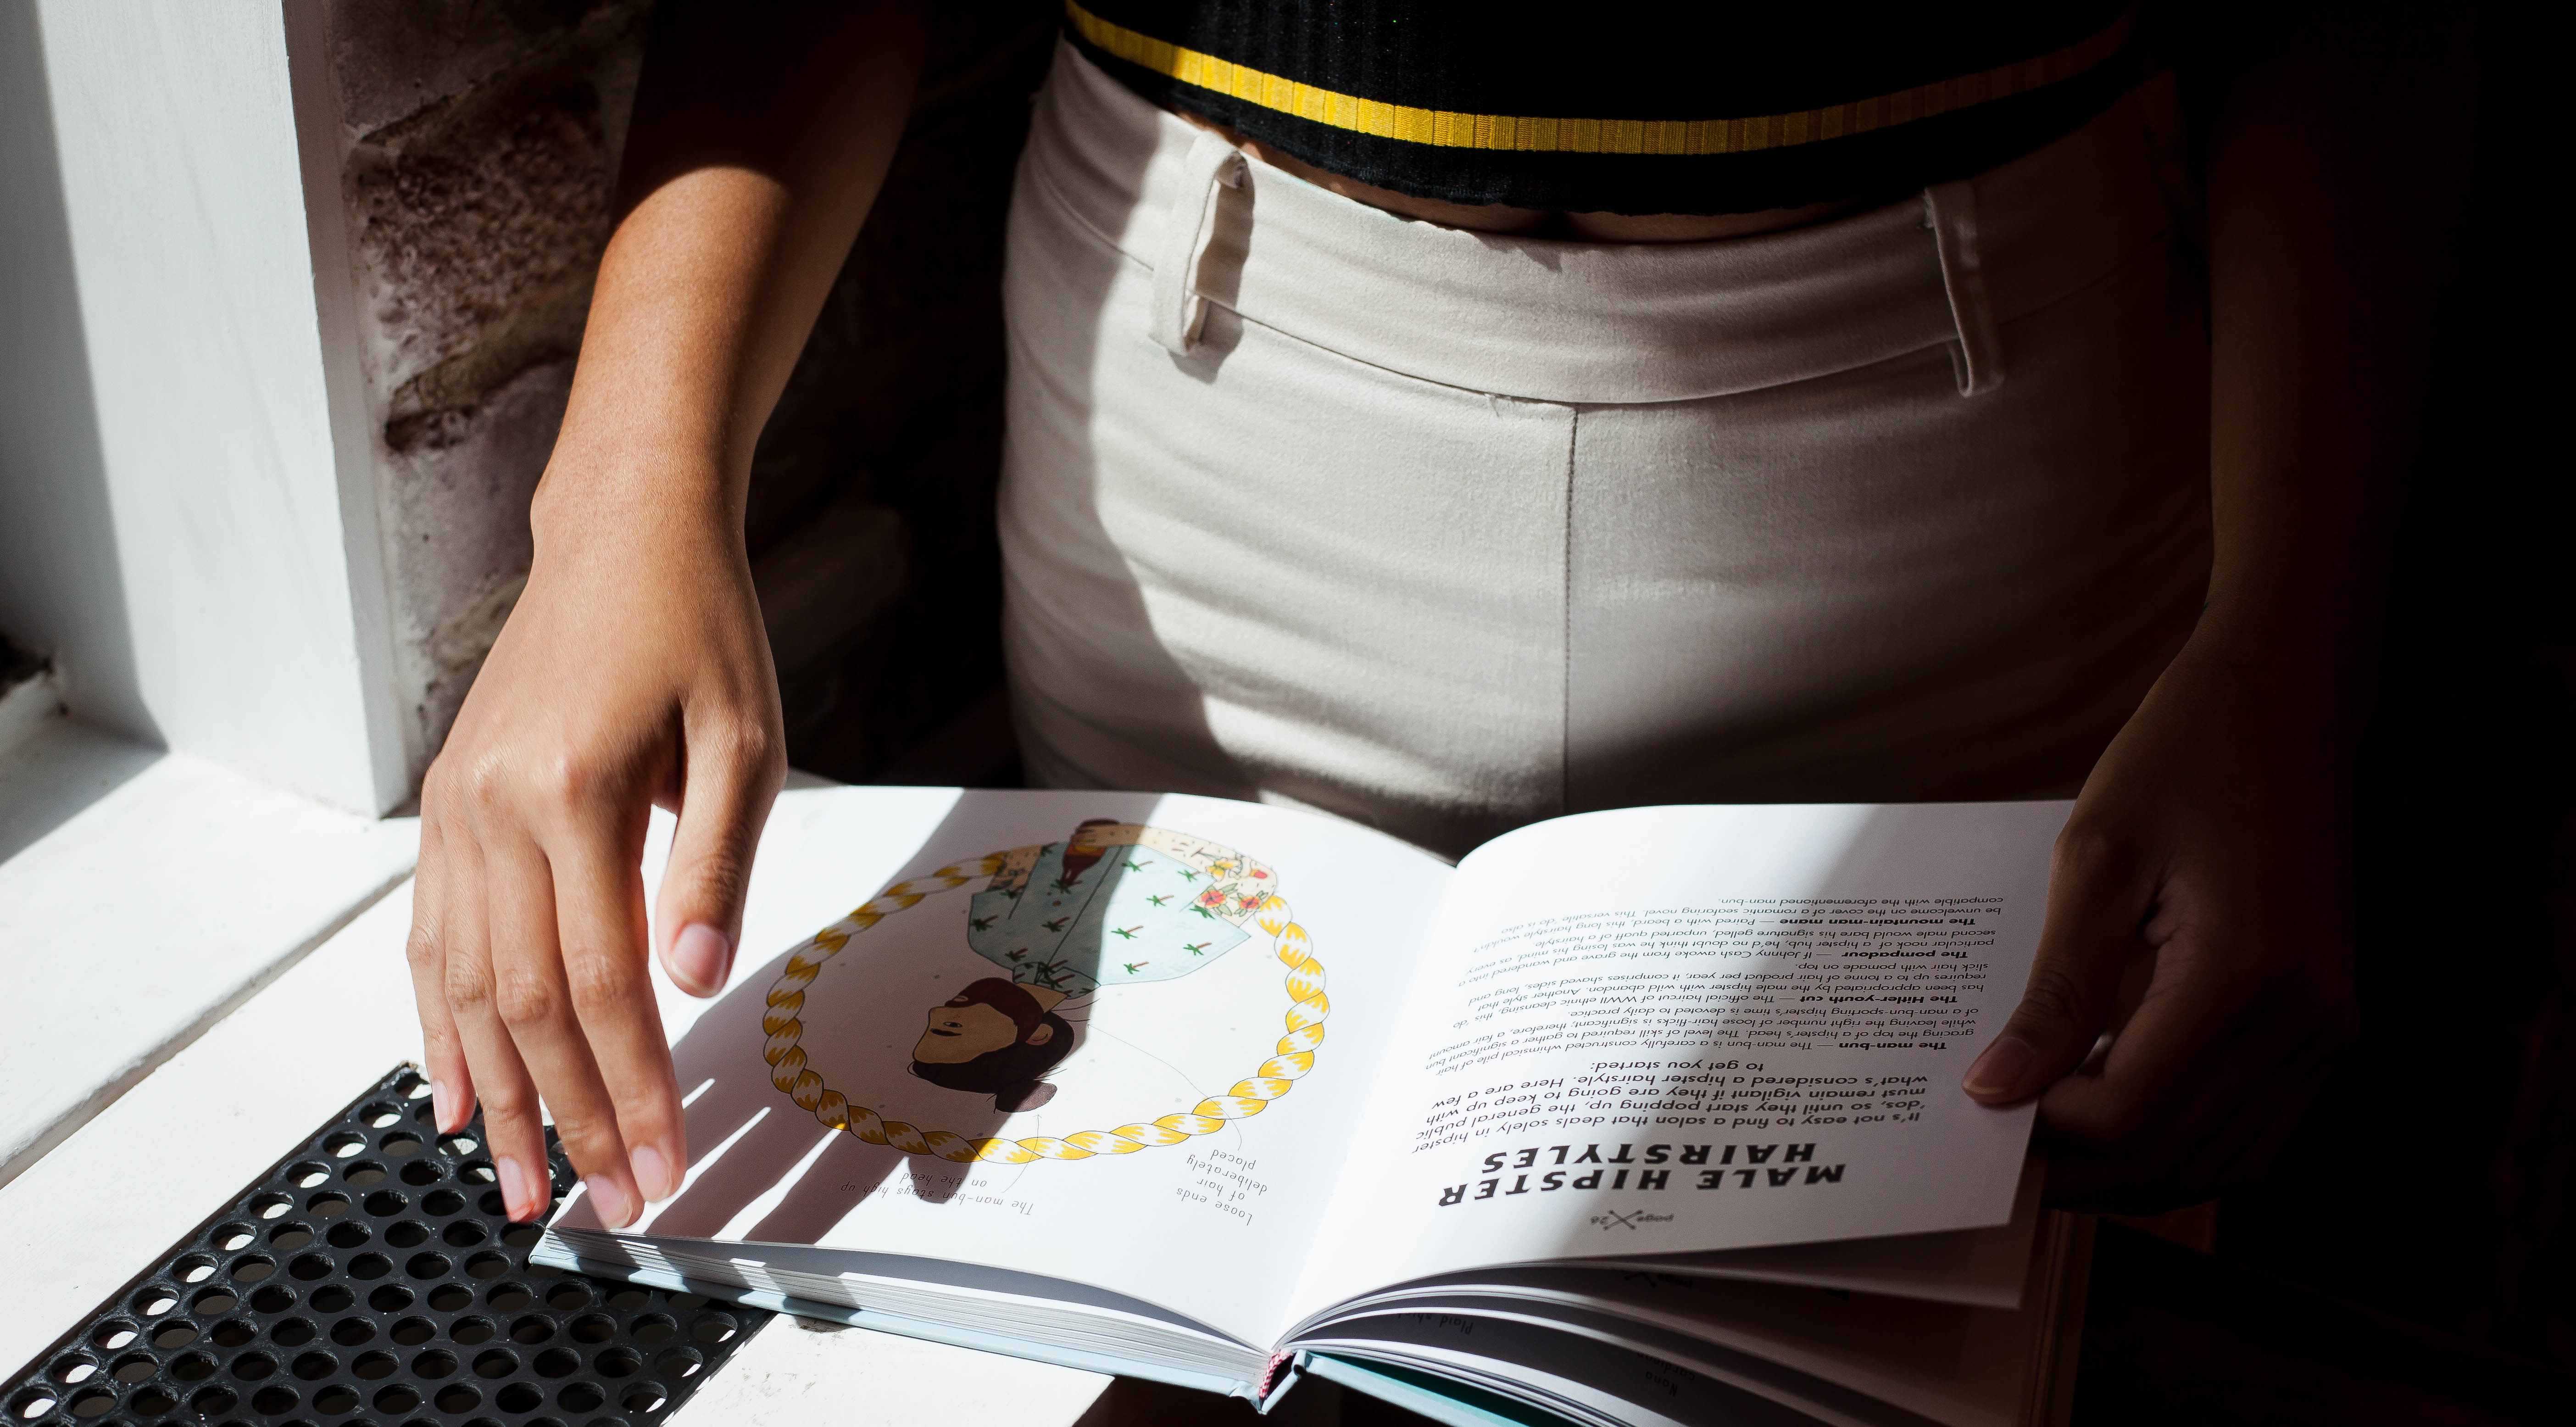 page 26
MALE HIPSTER
HAIRSTYLES
It's not easy to find a salon that deals solely in hipster
'dos, so until they start popping up, the general public
must remain vigilant if they are going to keep up with
what's considered a hipster hairstyle. Here are a few
to get you started:
The man-bun — The man-bun is a carefully constructed whimsical pile of hair
gracing the top of a hipster's head. The level of skill required to gather a significant bun
while leaving the right number of loose hair-flicks is significant; therefore, a fair amount
of a man-bun-sporting hipster's time is devoted to daily practice.
The Hitler-youth cut — The official haircut of WWII ethnic cleansing, this 'do
has been appropriated by the male hipster with wild abandon. Another style that
requires up to a tonne of hair product per year, it comprises shaved sides, long and
slick hair with pomade on top.
The pompadour — If Johnny Cash awoke from the grave and wandered into a
particular nook of a hipster hub, he'd no doubt think he was losing his mind, as every
second male would bare his signature gelled, unparted quaff of a hairstyle.
The mountain-man mane — Paired with a beard, this long hairstyle wouldn't
be unwelcome on the cover of a romantic seafaring novel. This versatile 'do is also
compatible with the aforementioned man-bun.
Loose ends
of hair
deliberately
placed
The man-bun stays high up
on the head
Plaid
Nana